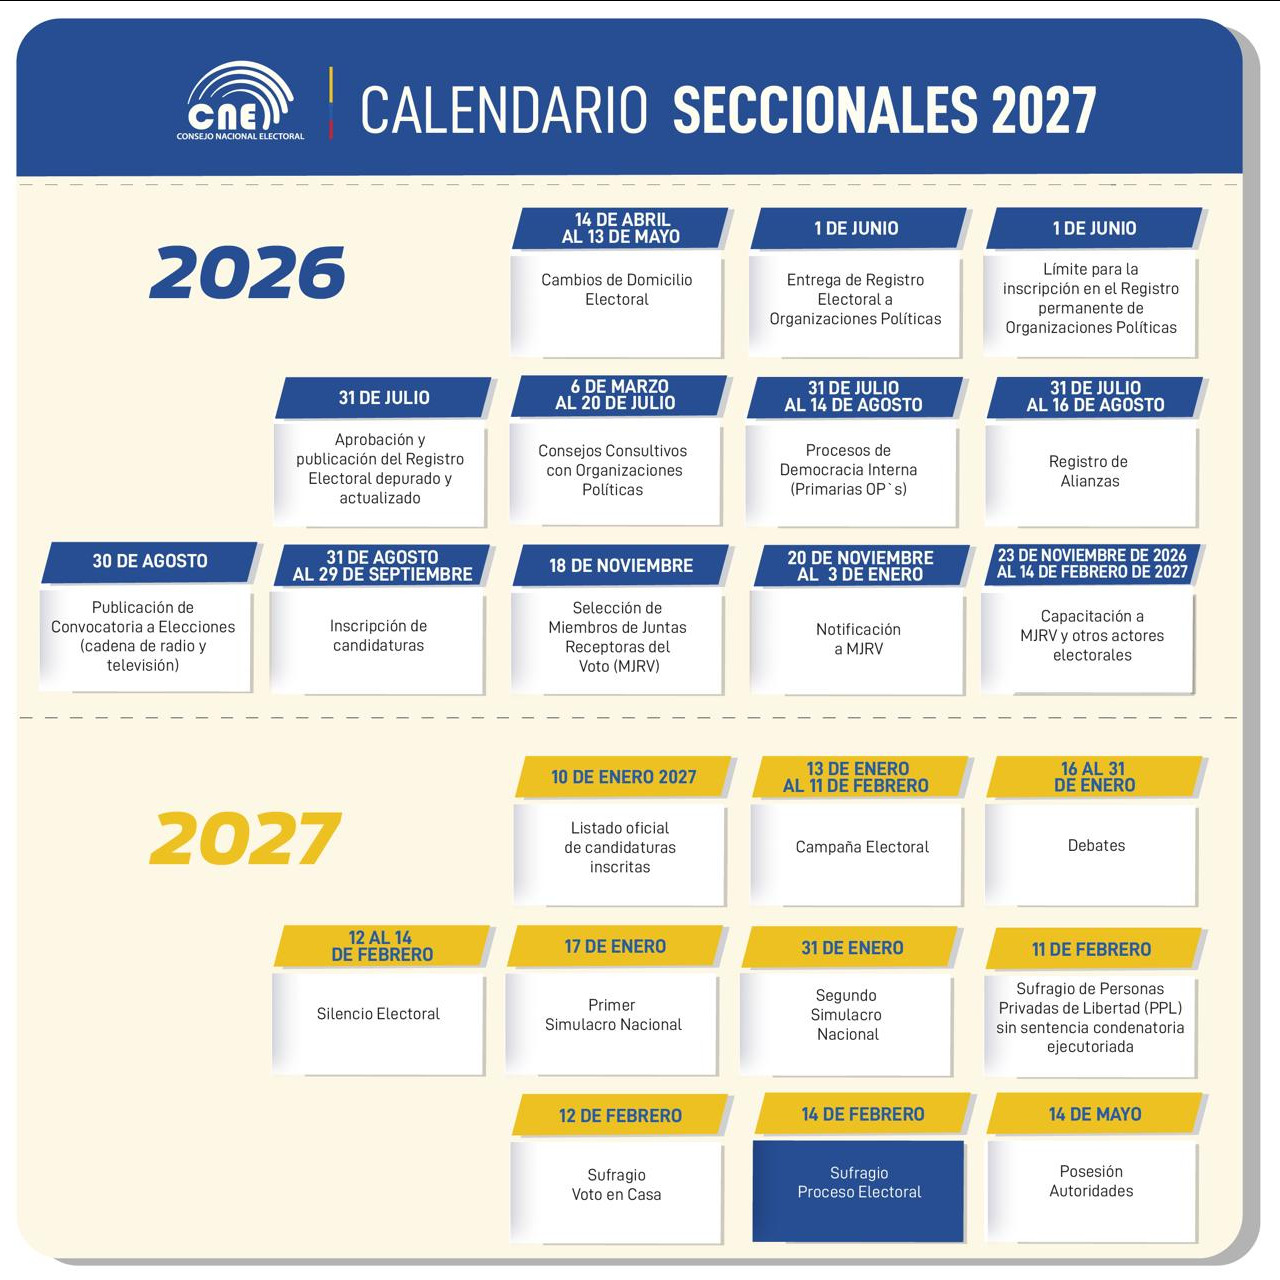 CNE
CONSEJO NACIONAL ELECTORAL
CALENDARIO SECCIONALES 2027
2026
14 DE ABRIL
AL 13 DE MAYO
Cambios de Domicilio
Electoral
1 DE JUNIO
Entrega de Registro
Electoral a
Organizaciones Políticas
1 DE JUNIO
Límite para la
inscripción en el Registro
permanente de
Organizaciones Políticas
31 DE JULIO
Aprobación y
publicación del Registro
Electoral depurado y
actualizado
6 DE MARZO
AL 20 DE JULIO
Consejos Consultivos
con Organizaciones
Políticas
31 DE JULIO
AL 14 DE AGOSTO
Procesos de
Democracia Interna
(Primarias OP`s)
31 DE JULIO
AL 16 DE AGOSTO
Registro de
Alianzas
30 DE AGOSTO
Publicación de
Convocatoria a Elecciones
(cadena de radio y
televisión)
31 DE AGOSTO
AL 29 DE SEPTIEMBRE
Inscripción de
candidaturas
18 DE NOVIEMBRE
Selección de
Miembros de Juntas
Receptoras del
Voto (MJRV)
20 DE NOVIEMBRE
AL 3 DE ENERO
Notificación
a MJRV
23 DE NOVIEMBRE DE 2026
AL 14 DE FEBRERO DE 2027
Capacitación a
MJRV y otros actores
electorales
2027
10 DE ENERO 2027
Listado oficial
de candidaturas
inscritas
13 DE ENERO
AL 11 DE FEBRERO
Campaña Electoral
16 AL 31
DE ENERO
Debates
12 AL 14
DE FEBRERO
Silencio Electoral
17 DE ENERO
Primer
Simulacro Nacional
31 DE ENERO
Segundo
Simulacro
Nacional
11 DE FEBRERO
Sufragio de Personas
Privadas de Libertad (PPL)
sin sentencia condenatoria
ejecutoriada
12 DE FEBRERO
Sufragio
Voto en Casa
14 DE FEBRERO
Sufragio
Proceso Electoral
14 DE MAYO
Posesión
Autoridades